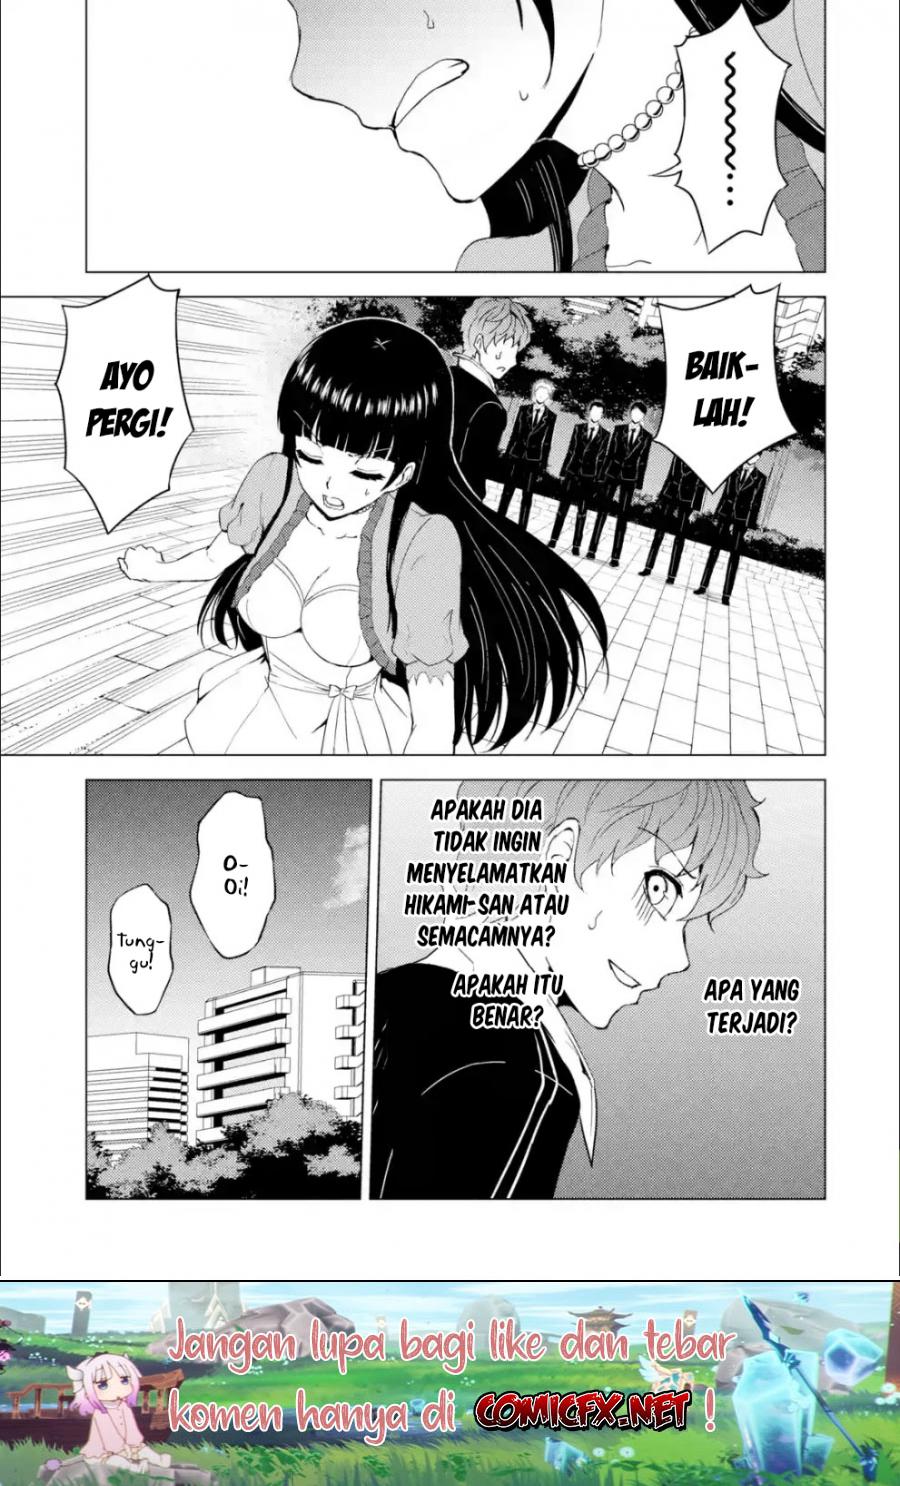 BAIK-
LAH!
AYO
PERGI!
APA YANG
TERJADI?
APAKAH DIA
TIDAK INGIN
MENYELAMATKAN
HIKAMI-SAN ATAU
SEMACAMNYA?
APAKAH ITU
BENAR?
O-
Oi!
Tung-
gu!
Jangan lupa bagi like dan tebar
komen hanya di COMICFX.NET !